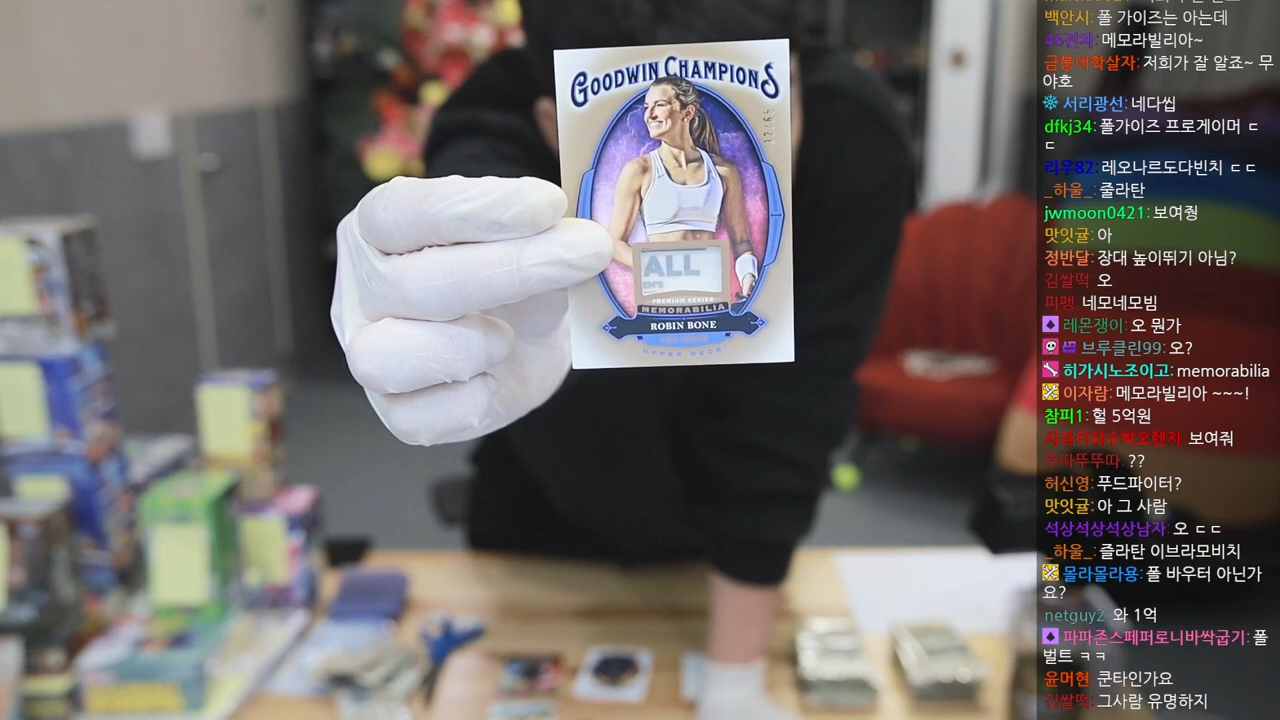 GOODWIN CHAMPIONS
ALL
PREMIUM SERIES
MEMORABILIA
ROBIN BONE
POLE VAULTER
UPPER DECK
백안시: 폴 가이즈는 아는데
메모라빌리아~
금붕어학살자: 저희가 잘 알죠~ 무
야호
서리광선: 네다씹
dfkj34: 폴가이즈 프로게이머 ㄷ
ㄷ
리우82: 레오나르도다빈치 ㄷㄷ
_하울_: 줄라탄
jwmoon0421: 보여줭
맛잇귤: 아
정반달: 장대 높이뛰기 아님?
김쌀떡 오
피펭 네모네모빔
레몬쟁이: 오 뭔가
브루클린99: 오?
히가시노조이고: memorabilia
이자람: 메모라빌리아 ~~~!
참피1: 헐 5억원
보여줘
뚜따뚜뚜따 ??
허신영: 푸드파이터?
맛잇귤: 아 그 사람
석상석상석상남자: 오 ㄷㄷ
_하울_: 즐라탄 이브라모비치
몰라몰라용: 폴 바우터 아닌가
요?
netguy2 와 1억
파파존스페퍼로니바싹굽기: 폴
벌트 ㅋㅋ
윤머현 쿤타인가요
김쌀떡: 그사람 유명하지